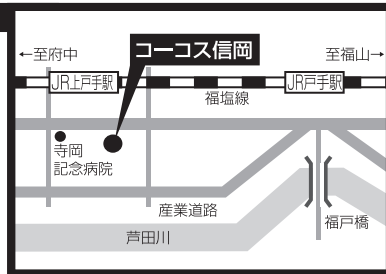 コーコス信岡
←至府中
至福山→
JR上戸手駅
JR戸手駅
福塩線
寺岡
記念病院
産業道路
福戸橋
芦田川